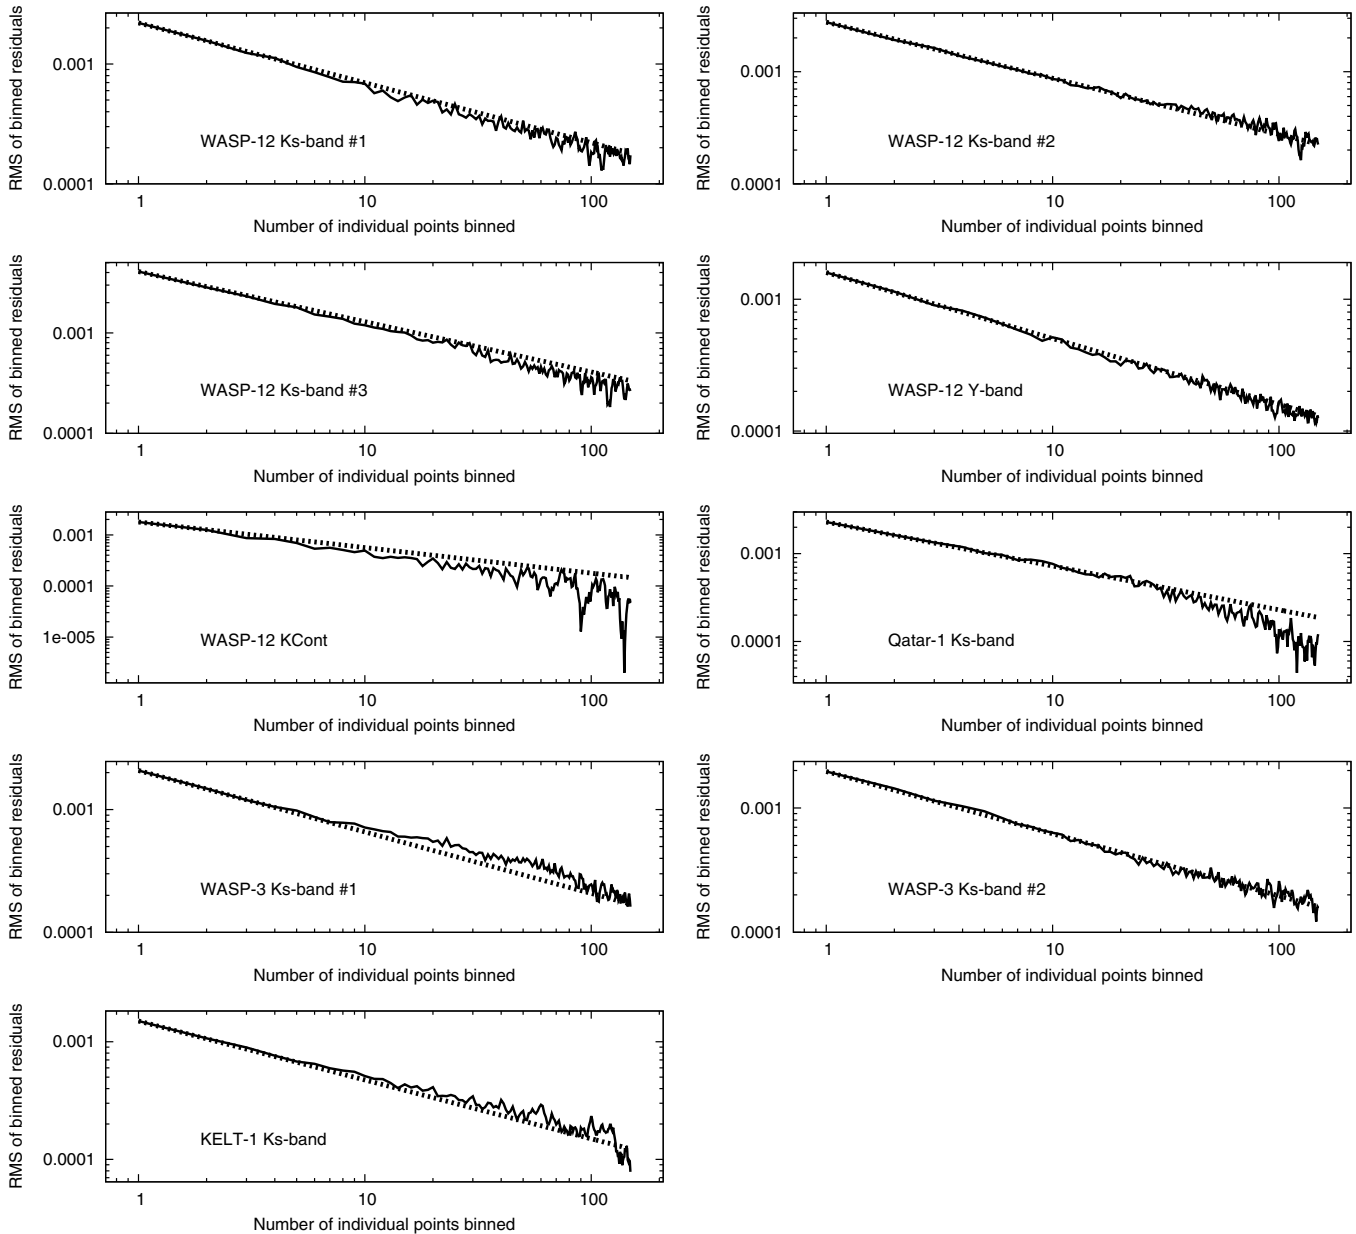 RMS of binned residuals
0.001
0.0001
WASP-12 Ks-band #1
1 10 100
Number of individual points binned
RMS of binned residuals
0.001
0.0001
WASP-12 Ks-band #2
1 10 100
Number of individual points binned
RMS of binned residuals
0.001
0.0001
WASP-12 Ks-band #3
1 10 100
Number of individual points binned
RMS of binned residuals
0.001
0.0001
WASP-12 Y-band
1 10 100
Number of individual points binned
RMS of binned residuals
0.001
0.0001
1e-005
WASP-12 KCont
1 10 100
Number of individual points binned
RMS of binned residuals
0.001
0.0001
Qatar-1 Ks-band
1 10 100
Number of individual points binned
RMS of binned residuals
0.001
0.0001
WASP-3 Ks-band #1
1 10 100
Number of individual points binned
RMS of binned residuals
0.001
0.0001
WASP-3 Ks-band #2
1 10 100
Number of individual points binned
RMS of binned residuals
0.001
0.0001
KELT-1 Ks-band
1 10 100
Number of individual points binned